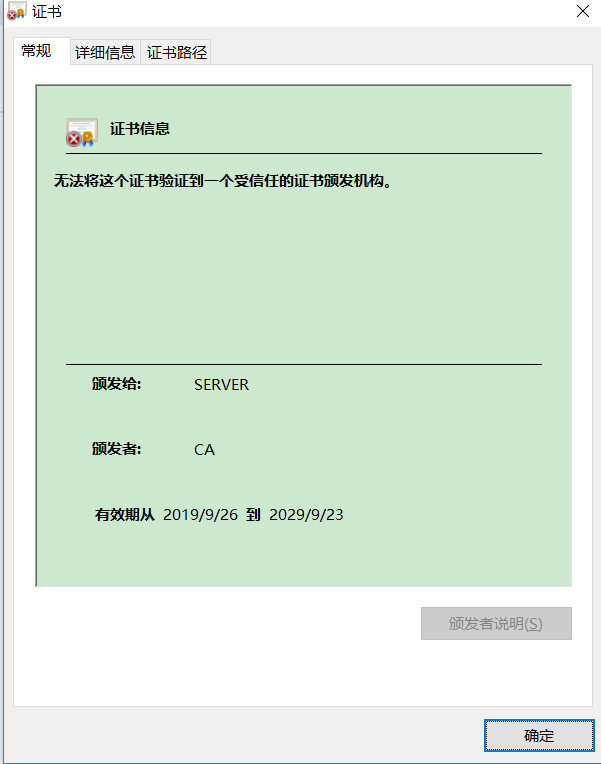 证书
常规 详细信息 证书路径
证书信息
无法将这个证书验证到一个受信任的证书颁发机构。
颁发给: SERVER
颁发者: CA
有效期从 2019/9/26 到 2029/9/23
颁发者说明(S)
确定